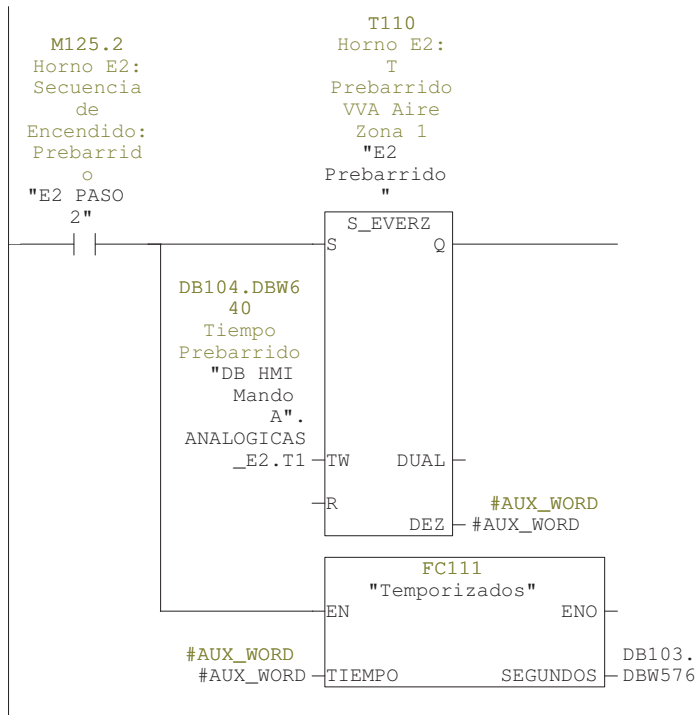 M125.2
Horno E2:
Secuencia
de
Encendido:
Prebarrid
o
"E2 PASO
2"
T110
Horno E2:
T
Prebarrido
VVA Aire
Zona 1
"E2
Prebarrido
"
S_EVERZ
S
Q
DB104.DBW6
40
Tiempo
Prebarrido
"DB HMI
Mando
A".
ANALOGICAS
_E2.T1
TW
DUAL
R
#AUX_WORD
DEZ
#AUX_WORD
FC111
"Temporizados"
EN
ENO
#AUX_WORD
#AUX_WORD
TIEMPO
SEGUNDOS
DB103.
DBW576